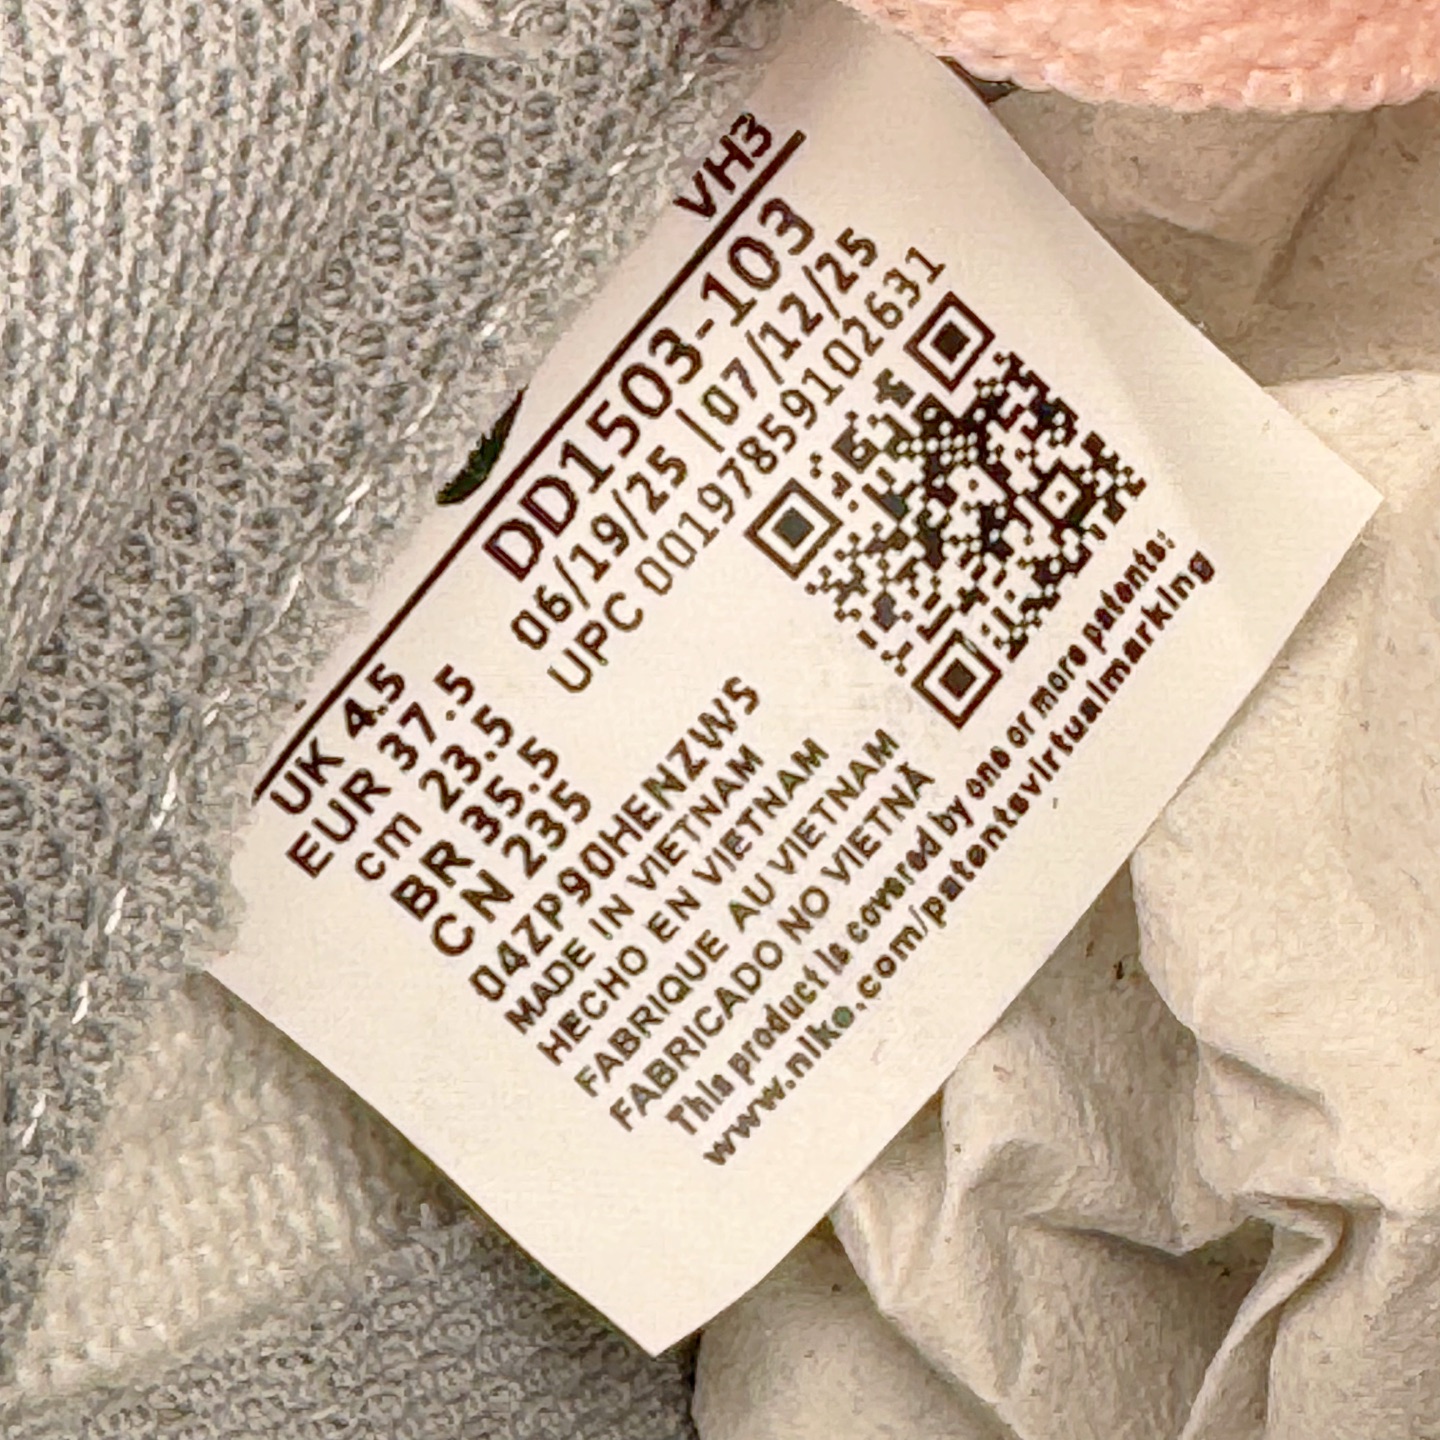 VH3
UK 4.5
EUR 37.5
cm 23.5
BR 35.5
CN 235
DD1503-103
06/19/25 |07/12/25
UPC 00197859102631
04ZP90HENZWS
MADE IN VIETNAM
HECHO EN VIETNAM
FABRIQUE AU VIETNAM
FABRICADO NO VIETNÃ
This product is covered by one or more patents:
www.nike.com/patentsvirtualmarking